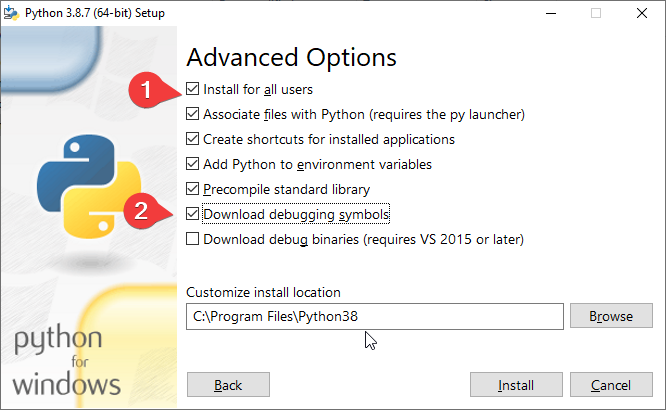 Python 3.8.7 (64-bit) Setup
Advanced Options
1
Install for all users
Associate files with Python (requires the py launcher)
Create shortcuts for installed applications
Add Python to environment variables
Precompile standard library
2
Download debugging symbols
Download debug binaries (requires VS 2015 or later)
Customize install location
C:\Program Files\Python38
Browse
python
for
windows
Back
Install
Cancel